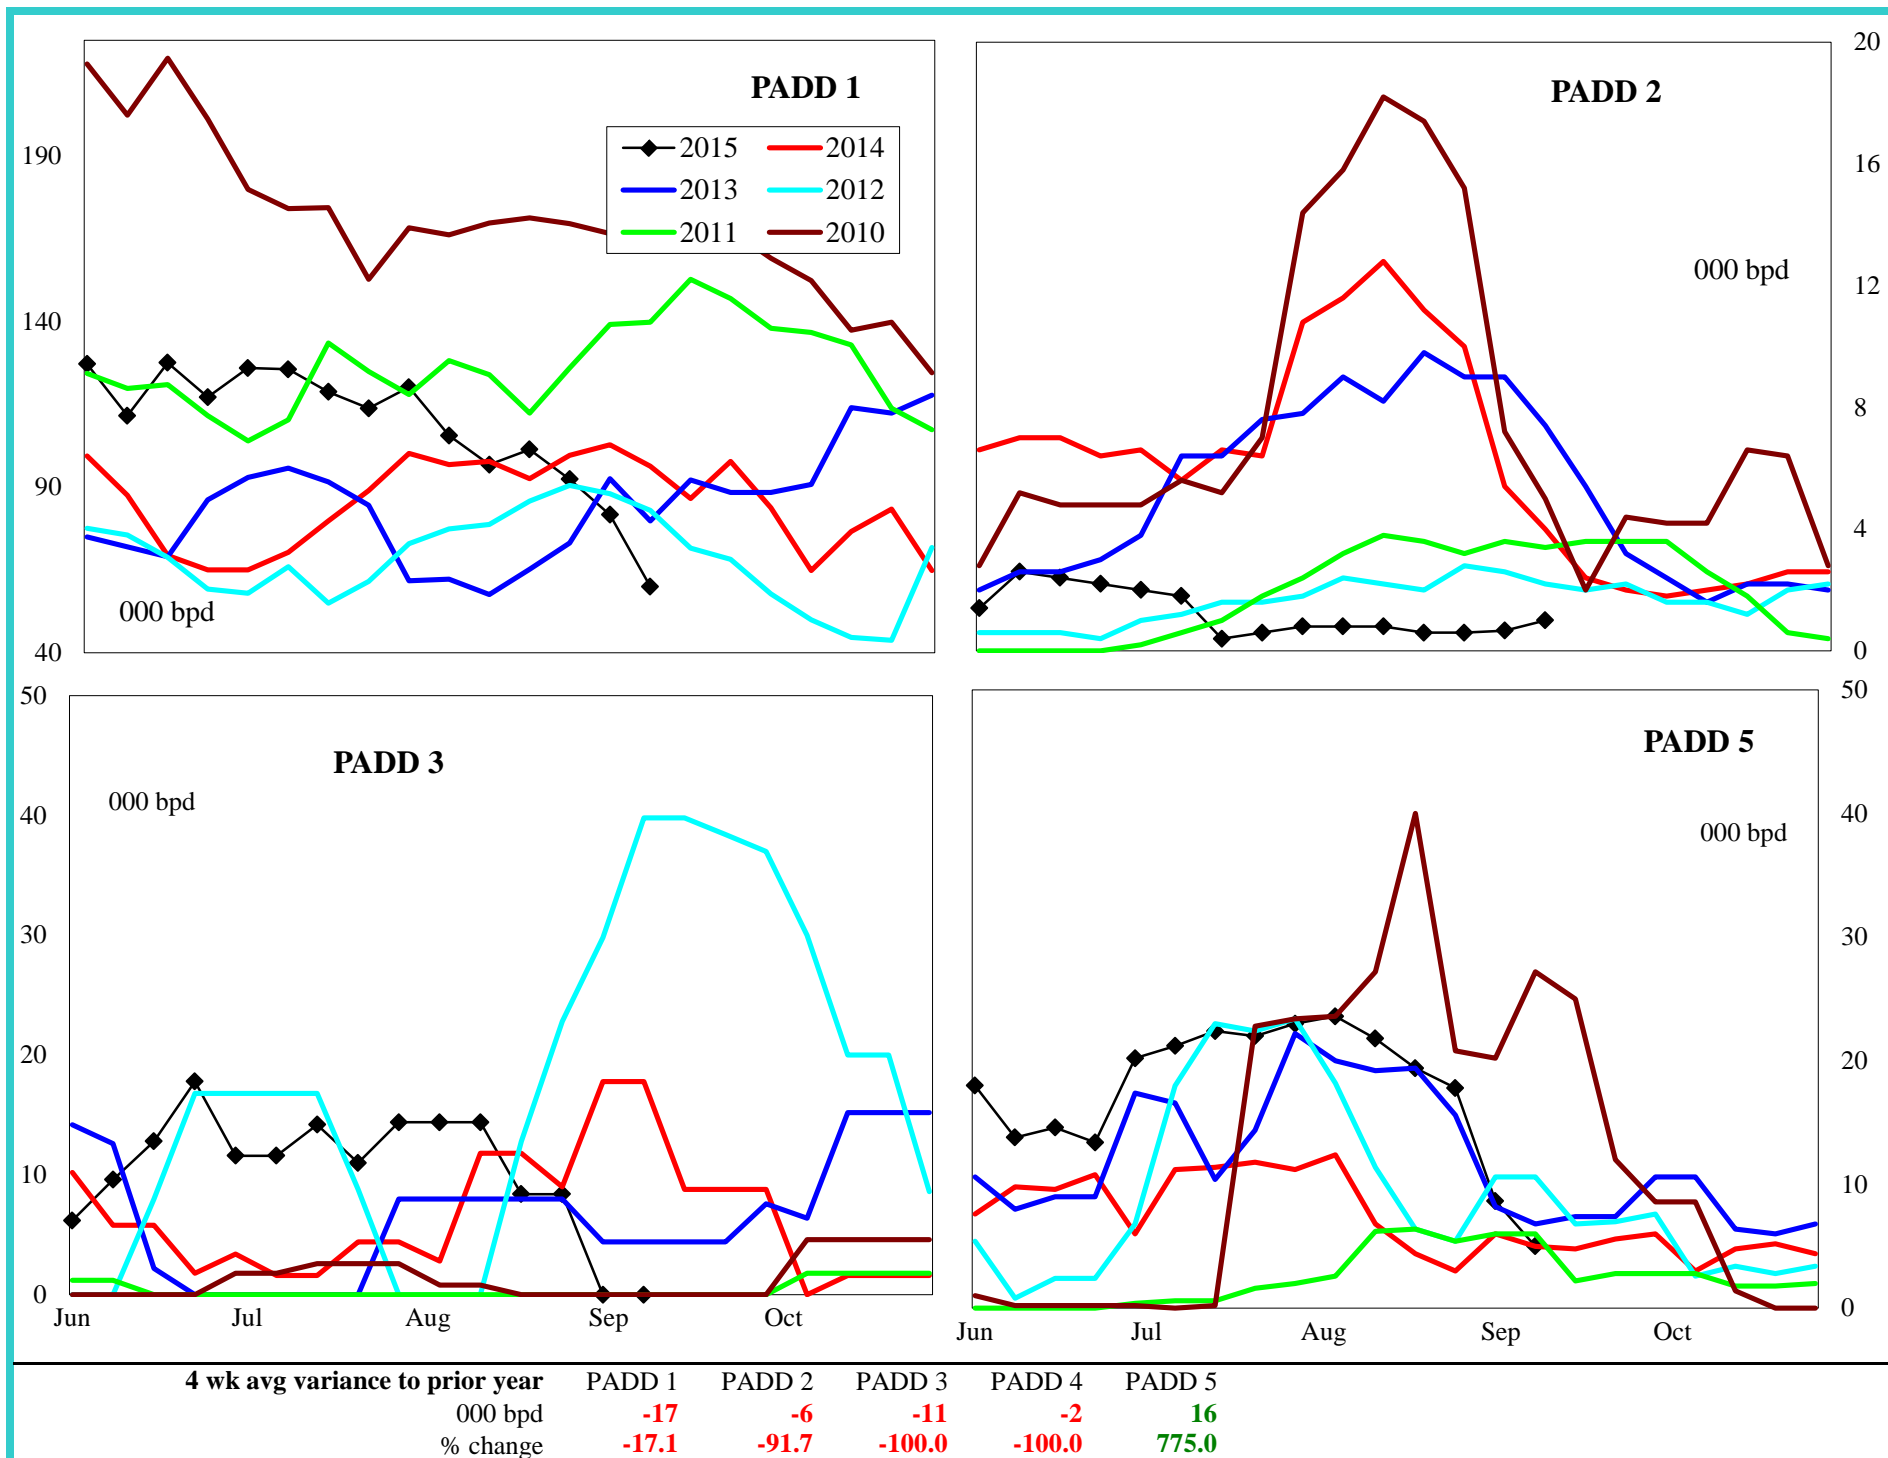 PADD 1
2015 2014
2013 2012
2011 2010
190
140
90
40
000 bpd
PADD 2
000 bpd
20
16
12
8
4
0
PADD 3
000 bpd
50
40
30
20
10
0
Jun Jul Aug Sep Oct
PADD 5
000 bpd
50
40
30
20
10
0
Jun Jul Aug Sep Oct
4 wk avg variance to prior year PADD 1 PADD 2 PADD 3 PADD 4 PADD 5
000 bpd -17 -6 -11 -2 16
% change -17.1 -91.7 -100.0 -100.0 775.0